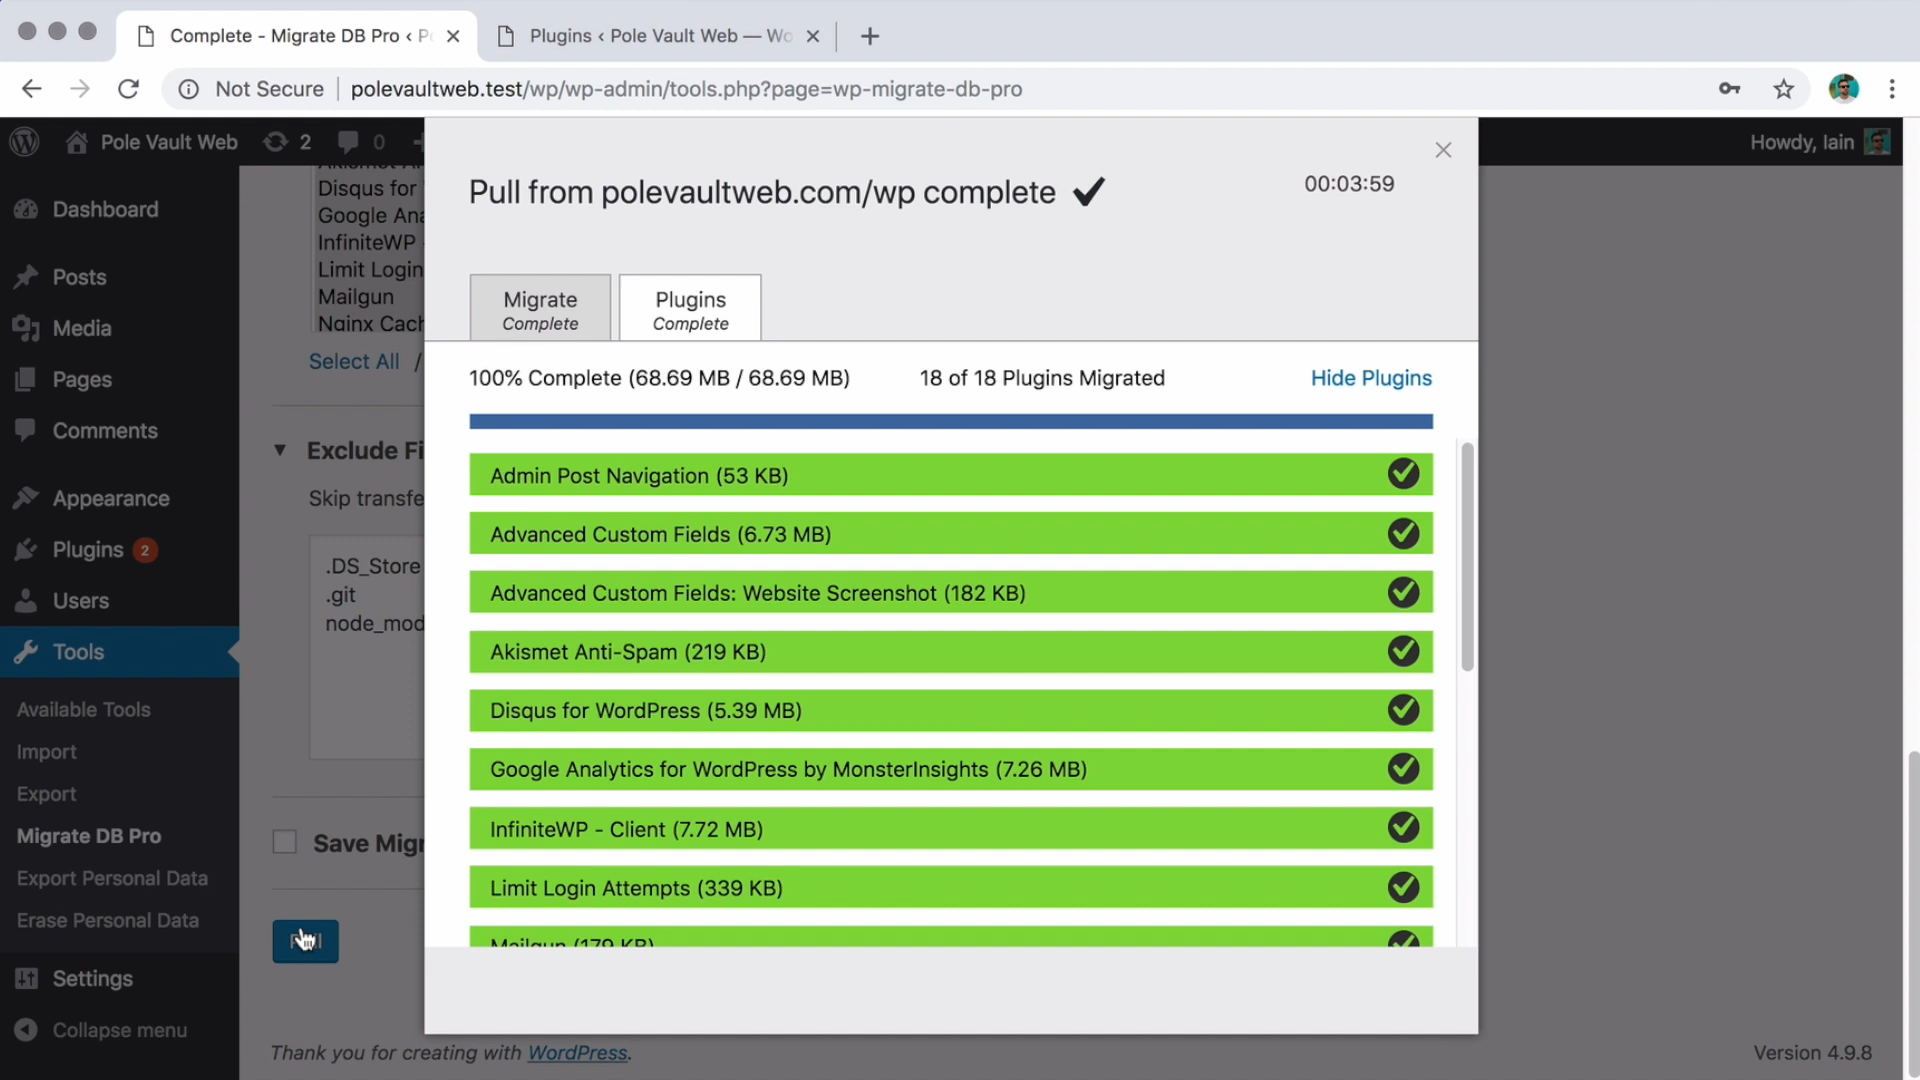 Complete - Migrate DB Pro ‹ P
Plugins ‹ Pole Vault Web — Wo
Not Secure
polevaultweb.test/wp/wp-admin/tools.php?page=wp-migrate-db-pro
Pole Vault Web
2
0
Howdy, Iain
Dashboard
Posts
Media
Pages
Comments
Appearance
Plugins 2
Users
Tools
Available Tools
Import
Export
Migrate DB Pro
Export Personal Data
Erase Personal Data
Settings
Collapse menu
Disqus for
Google Ana
InfiniteWP -
Limit Login
Mailgun
Nginx Cach
Select All /
Exclude Fi
Skip transfe
.DS_Store
.git
node_mod
Save Migr
Thank you for creating with WordPress.
Version 4.9.8
Pull from polevaultweb.com/wp complete
00:03:59
Migrate
Complete
Plugins
Complete
100% Complete (68.69 MB / 68.69 MB)
18 of 18 Plugins Migrated
Hide Plugins
Admin Post Navigation (53 KB)
Advanced Custom Fields (6.73 MB)
Advanced Custom Fields: Website Screenshot (182 KB)
Akismet Anti-Spam (219 KB)
Disqus for WordPress (5.39 MB)
Google Analytics for WordPress by MonsterInsights (7.26 MB)
InfiniteWP - Client (7.72 MB)
Limit Login Attempts (339 KB)
Mailgun (179 KB)